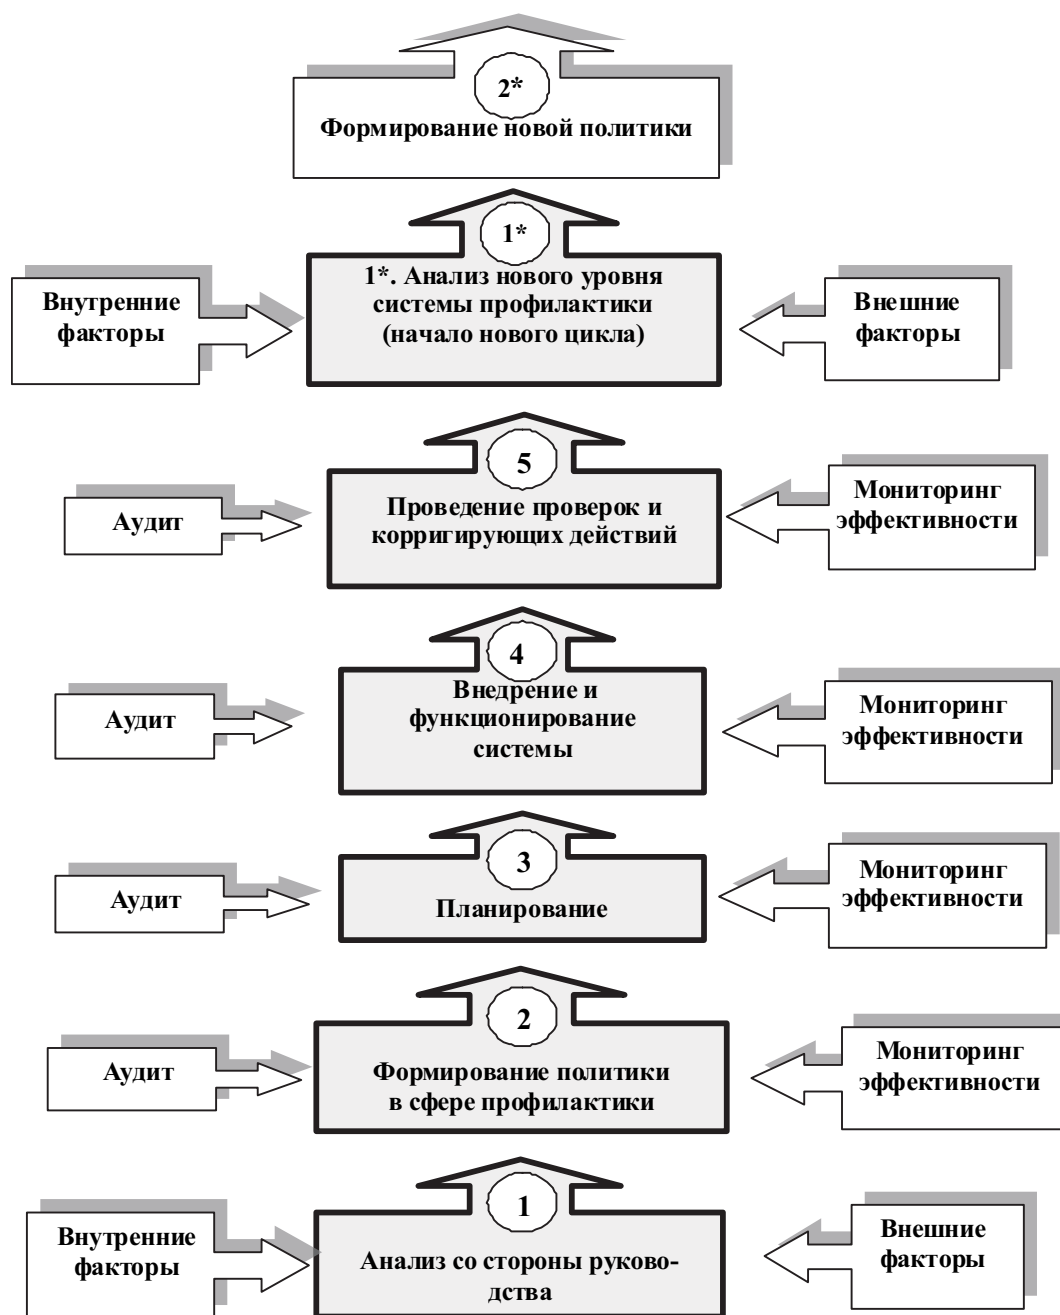 2*
Формирование новой политики
1*
1*. Анализ нового уровня
системы профилактики
(начало нового цикла)
Внутренние
факторы
Внешние
факторы
5
Проведение проверок и
корригирующих действий
Аудит
Мониторинг
эффективности
4
Внедрение и
функционирование
системы
Аудит
Мониторинг
эффективности
3
Планирование
Аудит
Мониторинг
эффективности
2
Формирование политики
в сфере профилактики
Аудит
Мониторинг
эффективности
1
Анализ со стороны руково-
дства
Внутренние
факторы
Внешние
факторы